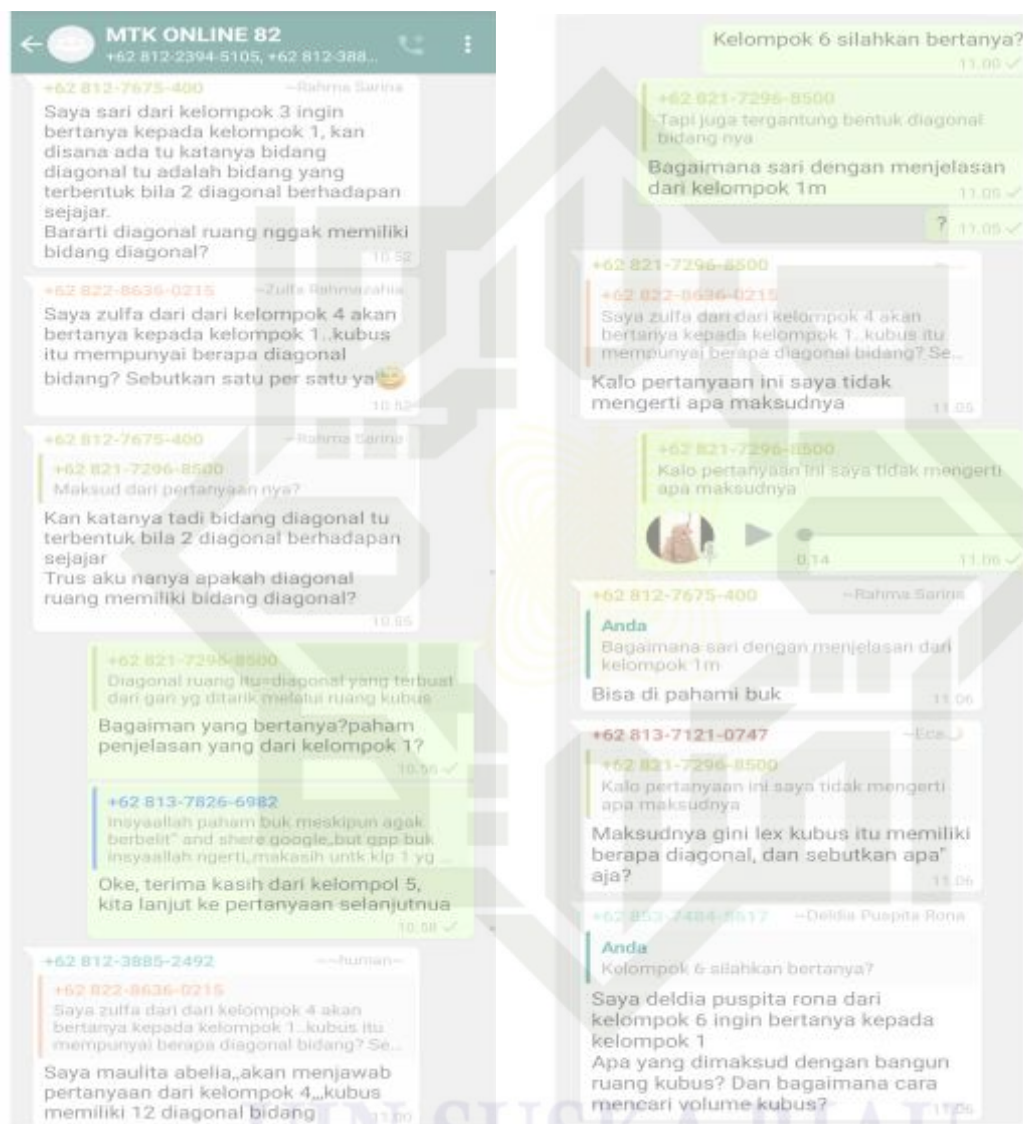 MTK ONLINE 82
+62 812-2394-5105, +62 812-388...
+62 812-7675-400 ~Rahma Sarina
Saya sari dari kelompok 3 ingin
bertanya kepada kelompok 1, kan
disana ada tu katanya bidang
diagonal tu adalah bidang yang
terbentuk bila 2 diagonal berhadapan
sejajar.
Bararti diagonal ruang nggak memiliki
bidang diagonal?
10.52
+62 822-8636-0215 ~Zulfa Rahmazahia
Saya zulfa dari dari kelompok 4 akan
bertanya kepada kelompok 1..kubus
itu mempunyai berapa diagonal
bidang? Sebutkan satu per satu ya
10.52
+62 812-7675-400 ~Rahma Sarina
+62 821-7296-8500
Maksud dari pertanyaan nya?
Kan katanya tadi bidang diagonal tu
terbentuk bila 2 diagonal berhadapan
sejajar
Trus aku nanya apakah diagonal
ruang memiliki bidang diagonal?
10.55
+62 821-7296-8500
Diagonal ruang itu=diagonal yang terbuat
dari gari yg ditarik melalui ruang kubus
Bagaiman yang bertanya?paham
penjelasan yang dari kelompok 1?
10.56
+62 813-7826-6982
Insyaallah paham buk meskipun agak
berbelit" and shere google,,but gpp buk
insyaallah ngerti,,makasih untk klp 1 yg ...
Oke, terima kasih dari kelompol 5,
kita lanjut ke pertanyaan selanjutnua
10.58
+62 812-3885-2492 ~~human~
+62 822-8636-0215
Saya zulfa dari dari kelompok 4 akan
bertanya kepada kelompok 1..kubus itu
mempunyai berapa diagonal bidang? Se...
Saya maulita abelia,,akan menjawab
pertanyaan dari kelompok 4,,,kubus
memiliki 12 diagonal bidang
11.00
Kelompok 6 silahkan bertanya?
11.00
+62 821-7296-8500
Tapi juga tergantung bentuk diagonal
bidang nya
Bagaimana sari dengan menjelasan
dari kelompok 1m
11.05
?
11.05
+62 821-7296-8500
+62 822-8636-0215
Saya zulfa dari dari kelompok 4 akan
bertanya kepada kelompok 1..kubus itu
mempunyai berapa diagonal bidang? Se...
Kalo pertanyaan ini saya tidak
mengerti apa maksudnya
11.05
+62 821-7296-8500
Kalo pertanyaan ini saya tidak mengerti
apa maksudnya
0.14
11.06
+62 812-7675-400 ~Rahma Sarina
Anda
Bagaimana sari dengan menjelasan dari
kelompok 1m
Bisa di pahami buk
11.06
+62 813-7121-0747 ~Eca
+62 821-7296-8500
Kalo pertanyaan ini saya tidak mengerti
apa maksudnya
Maksudnya gini lex kubus itu memiliki
berapa diagonal, dan sebutkan apa"
aja?
11.06
~Deldia Puspita Rona
Anda
Kelompok 6 silahkan bertanya?
Saya deldia puspita rona dari
kelompok 6 ingin bertanya kepada
kelompok 1
Apa yang dimaksud dengan bangun
ruang kubus? Dan bagaimana cara
mencari volume kubus?
11.06